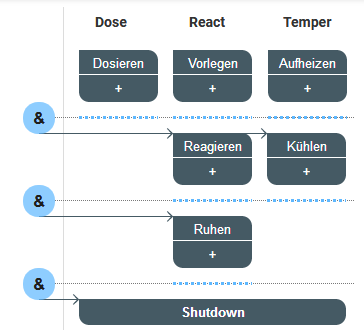 Dose React Temper
Dosieren Vorlegen Aufheizen
+ + +
&
Reagieren Kühlen
+ +
&
Ruhen
+
&
Shutdown